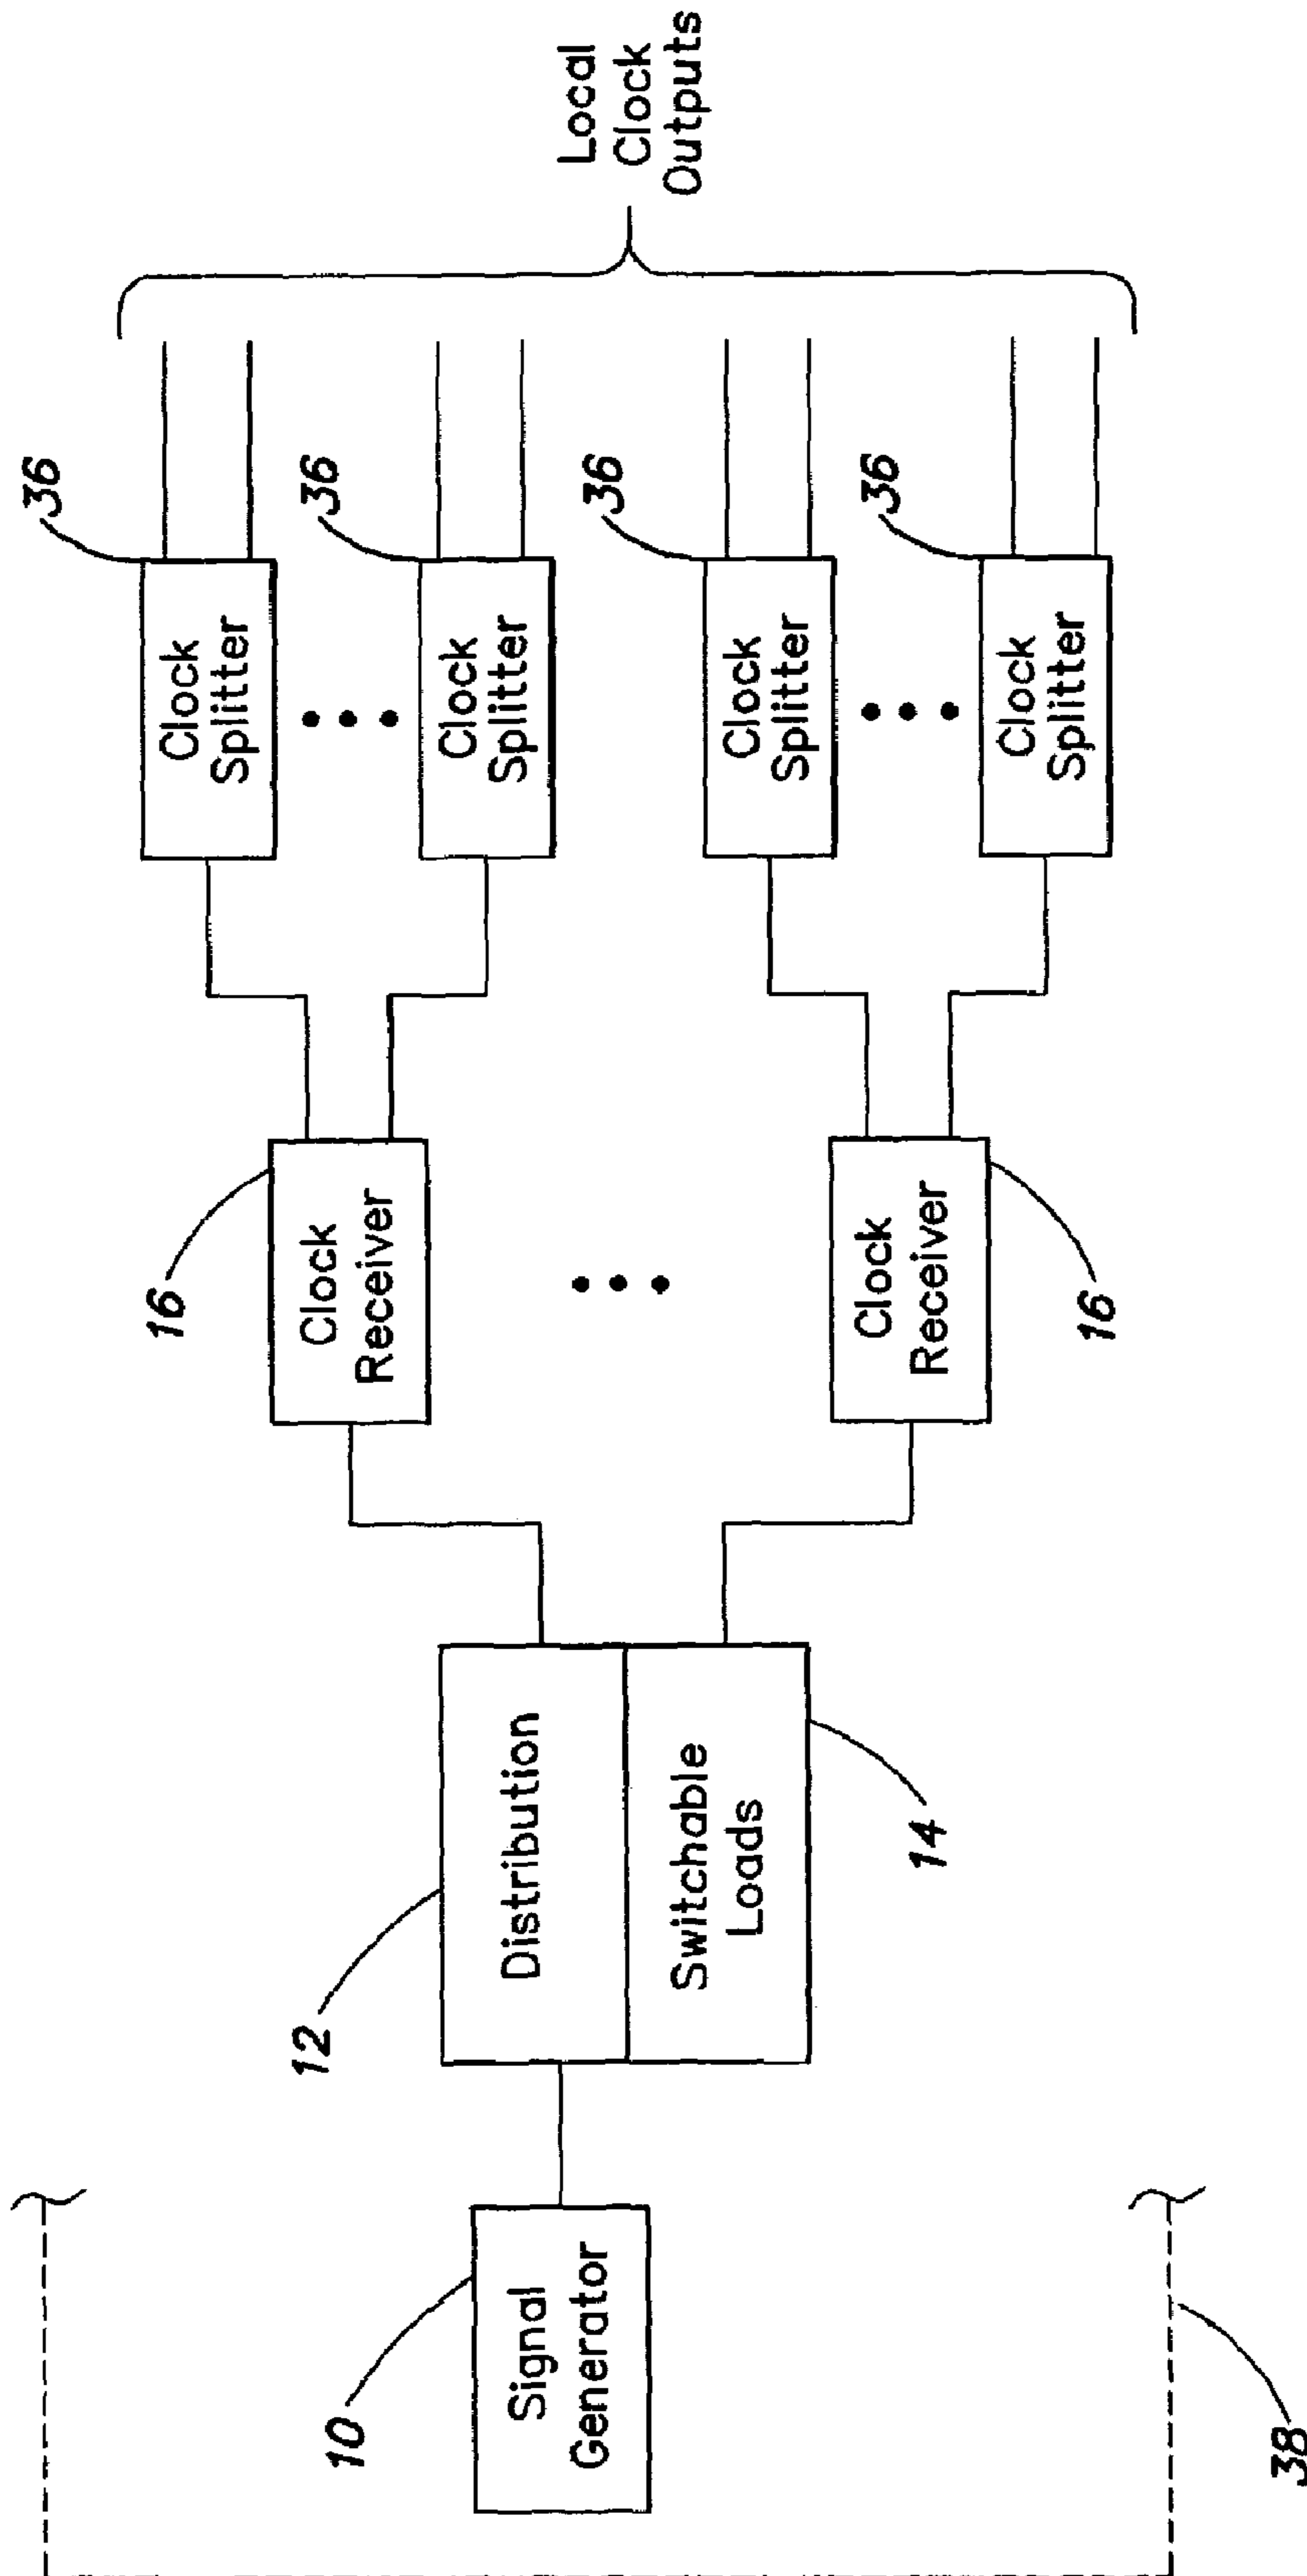 38
10
Signal
Generator
12
Distribution
Switchable
Loads
14
16
Clock
Receiver
Clock
Receiver
16
36
Clock
Splitter
36
Clock
Splitter
36
Clock
Splitter
36
Clock
Splitter
Local
Clock
Outputs